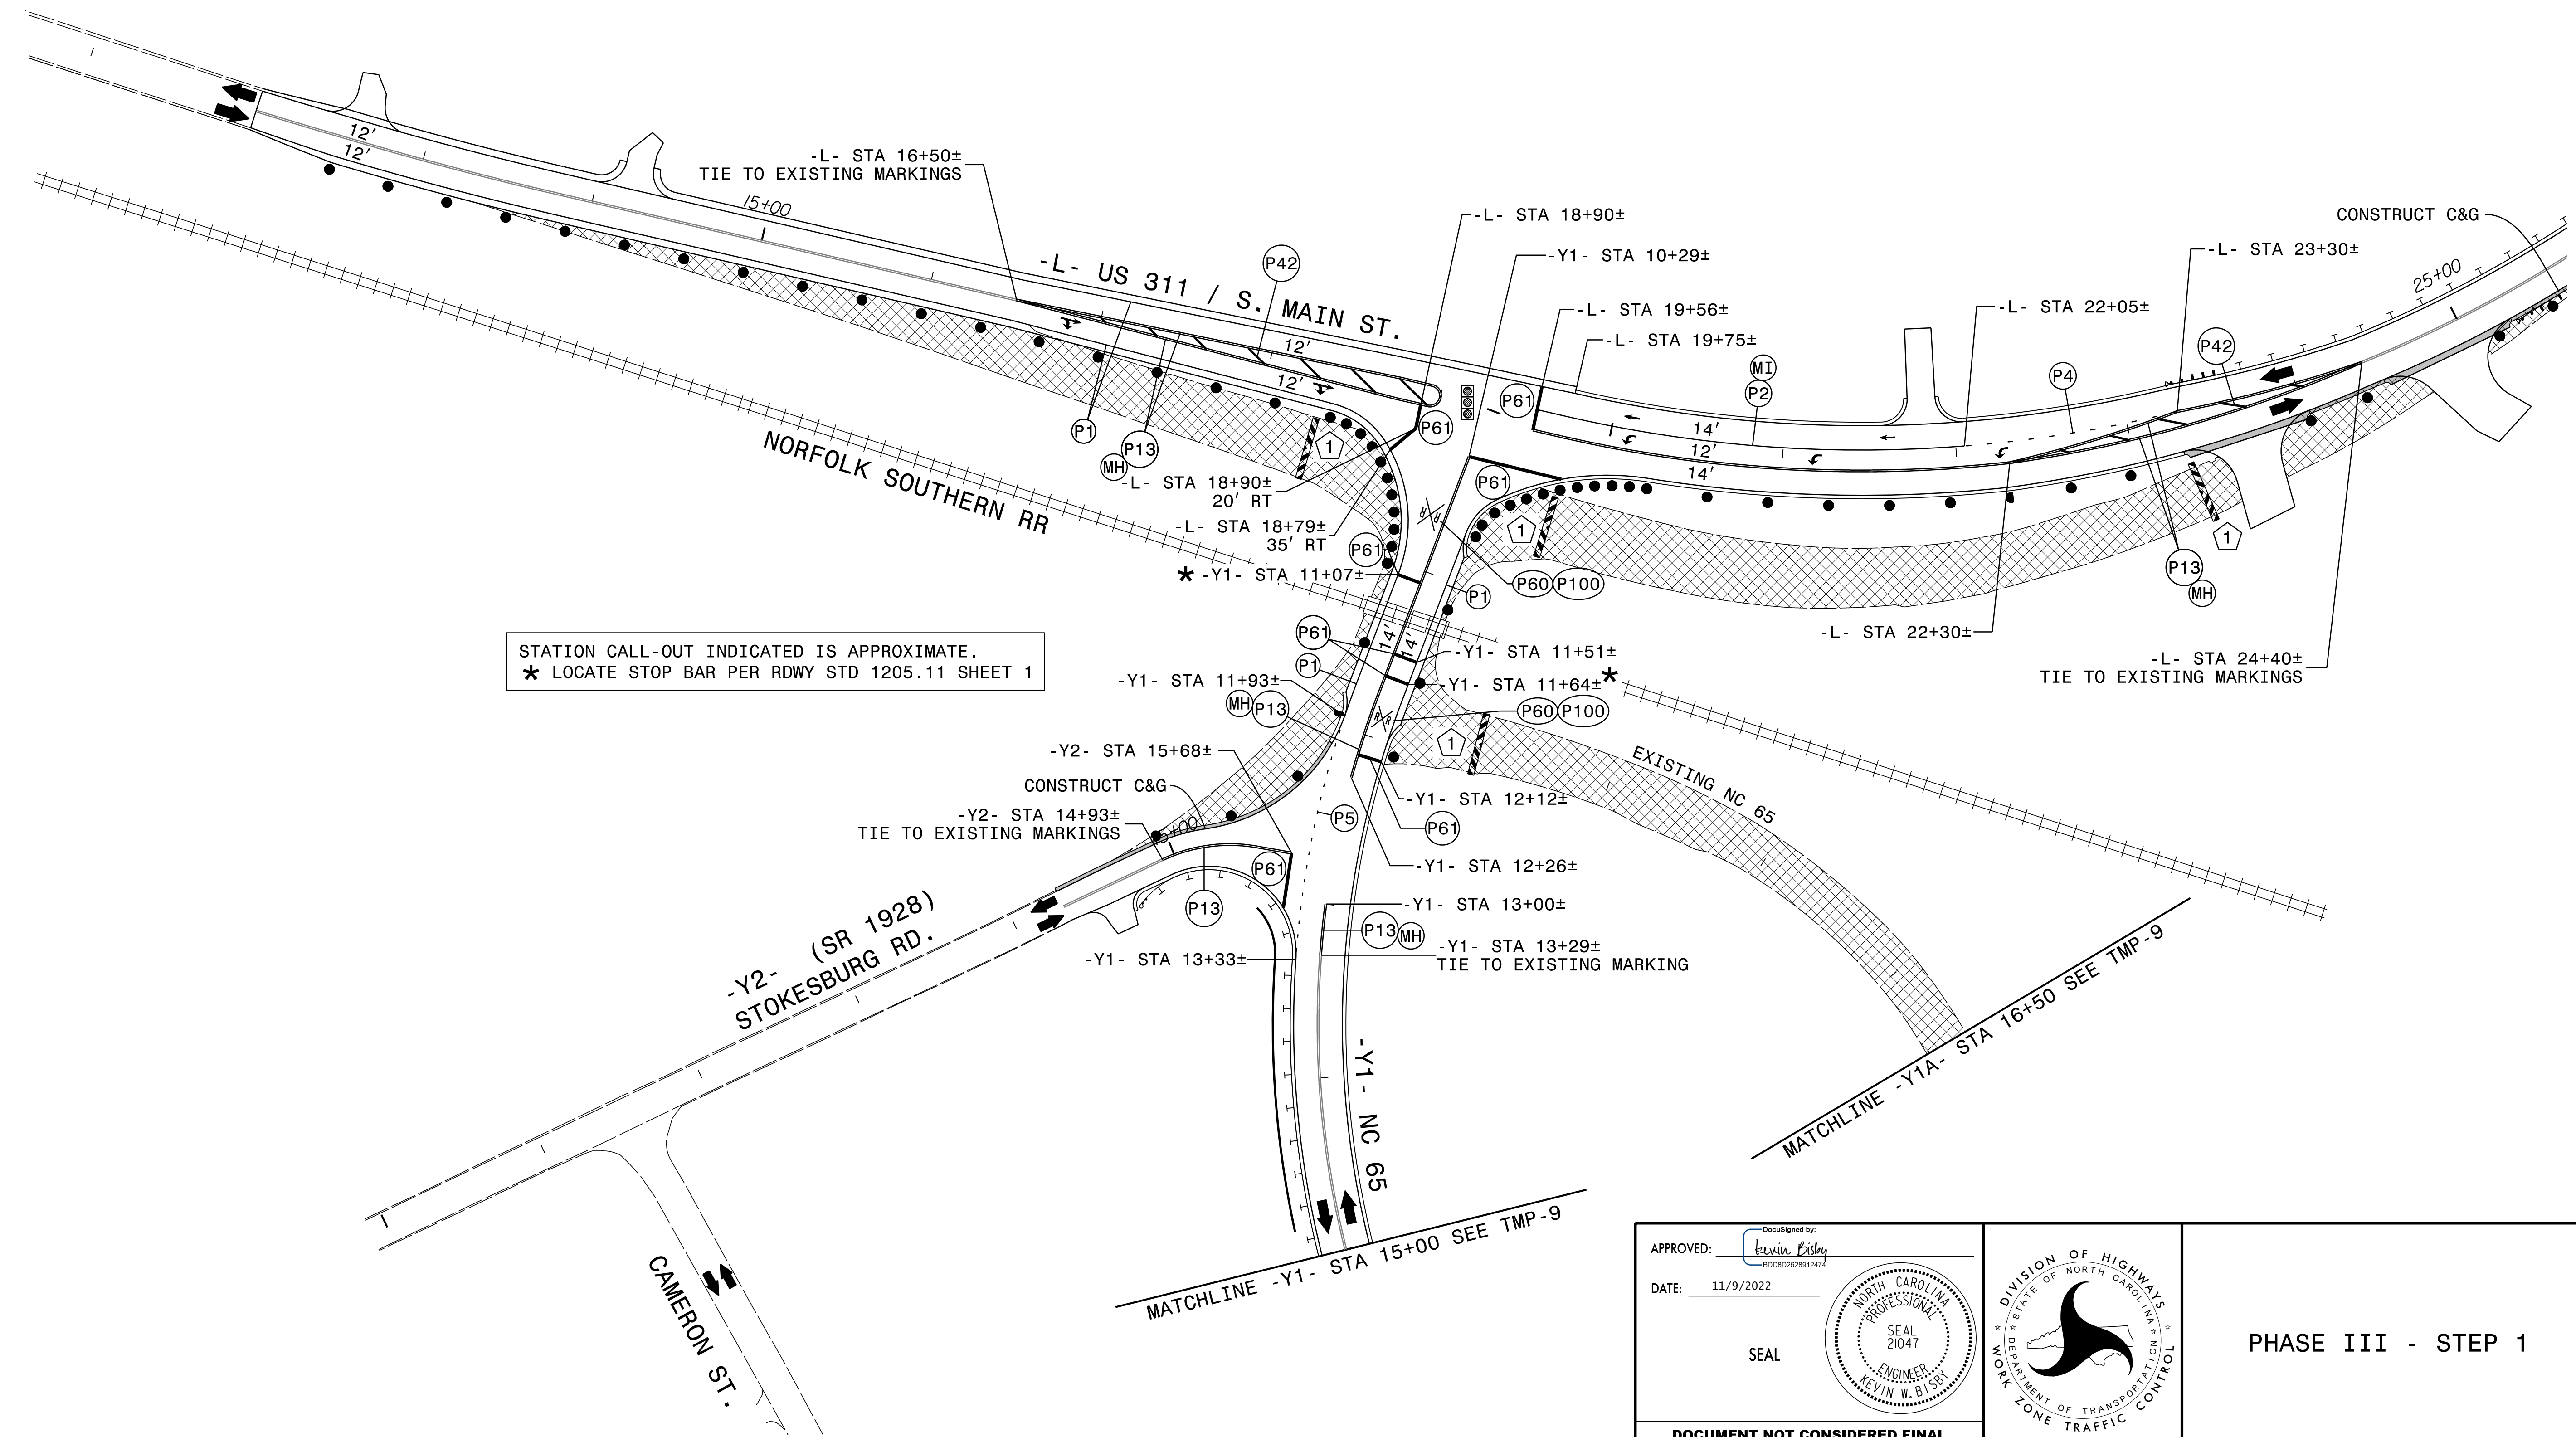 12'
12'
15+00
-L- STA 16+50±
TIE TO EXISTING MARKINGS
-L- US 311 / S. MAIN ST.
P42
12'
12'
-L- STA 18+90±
-Y1- STA 10+29±
-L- STA 19+56±
-L- STA 19+75±
MI
P2
P61
P61
-L- STA 22+05±
P4
P42
-L- STA 23+30±
CONSTRUCT C&G
25+00
14'
12'
14'
P1
P13
MH
NORFOLK SOUTHERN RR
1
-L- STA 18+90±
20' RT
-L- STA 18+79±
35' RT
P61
P61
R R
1
1
P13
MH
* -Y1- STA 11+07±
P60
P100
P1
-L- STA 22+30±
-L- STA 24+40±
TIE TO EXISTING MARKINGS
STATION CALL-OUT INDICATED IS APPROXIMATE.
* LOCATE STOP BAR PER RDWY STD 1205.11 SHEET 1
P61
14'
14'
P1
-Y1- STA 11+51±
-Y1- STA 11+64± *
-Y1- STA 11+93±
MH
P13
R R
P60
P100
1
-Y2- STA 15+68±
CONSTRUCT C&G
-Y2- STA 14+93±
TIE TO EXISTING MARKINGS
EXISTING NC 65
-Y1- STA 12+12±
P61
P5
-Y1- STA 12+26±
P61
P13
-Y1- STA 13+00±
P13
MH
-Y1- STA 13+29±
TIE TO EXISTING MARKING
-Y1- STA 13+33±
-Y2- (SR 1928)
STOKESBURG RD.
-Y1- NC 65
CAMERON ST.
MATCHLINE -Y1- STA 15+00 SEE TMP-9
MATCHLINE -Y1A- STA 16+50 SEE TMP-9
APPROVED:
DocuSigned by:
Kevin Bisby
BDD8D2628912474...
DATE: 11/9/2022
SEAL
NORTH CAROLINA
PROFESSIONAL
SEAL
21047
ENGINEER
KEVIN W. BISBY
DOCUMENT NOT CONSIDERED FINAL
DIVISION OF HIGHWAYS
STATE OF NORTH CAROLINA
DEPARTMENT OF TRANSPORTATION
WORK ZONE TRAFFIC CONTROL
PHASE III - STEP 1